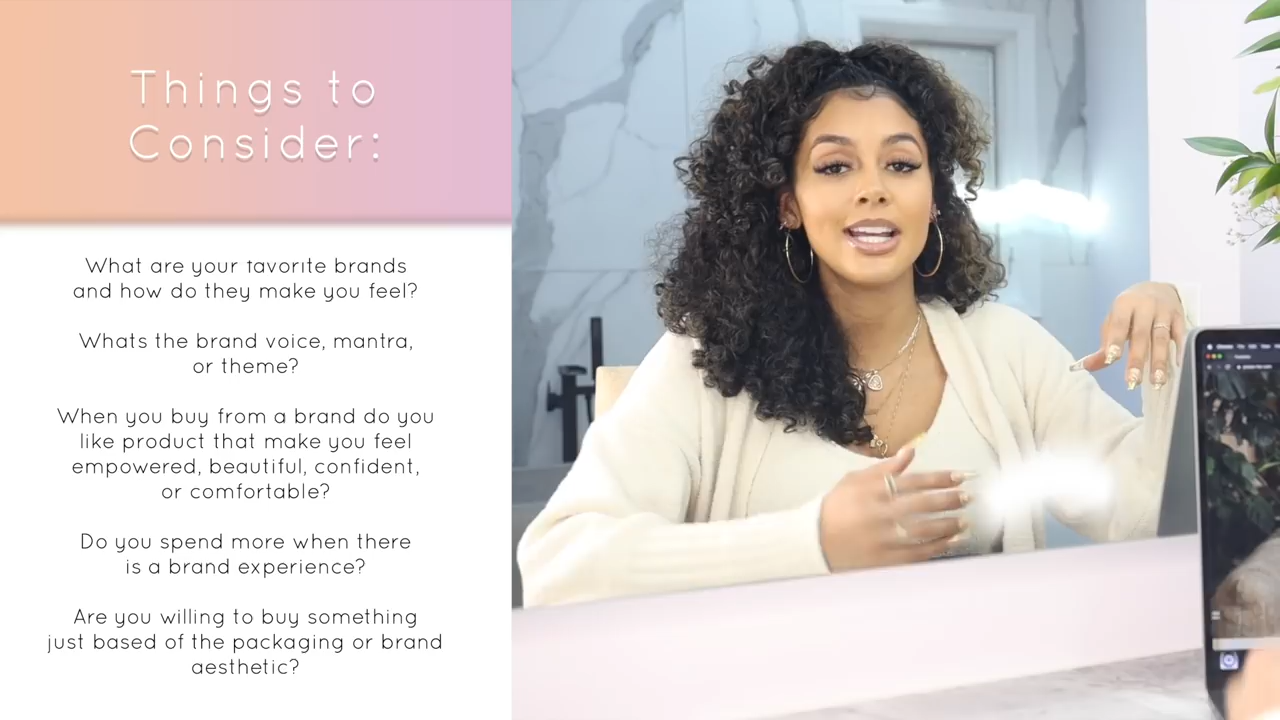 Things to
Consider:
What are your favorite brands
and how do they make you feel?
Whats the brand voice, mantra,
or theme?
When you buy from a brand do you
like product that make you feel
empowered, beautiful, confident,
or comfortable?
Do you spend more when there
is a brand experience?
Are you willing to buy something
just based of the packaging or brand
aesthetic?